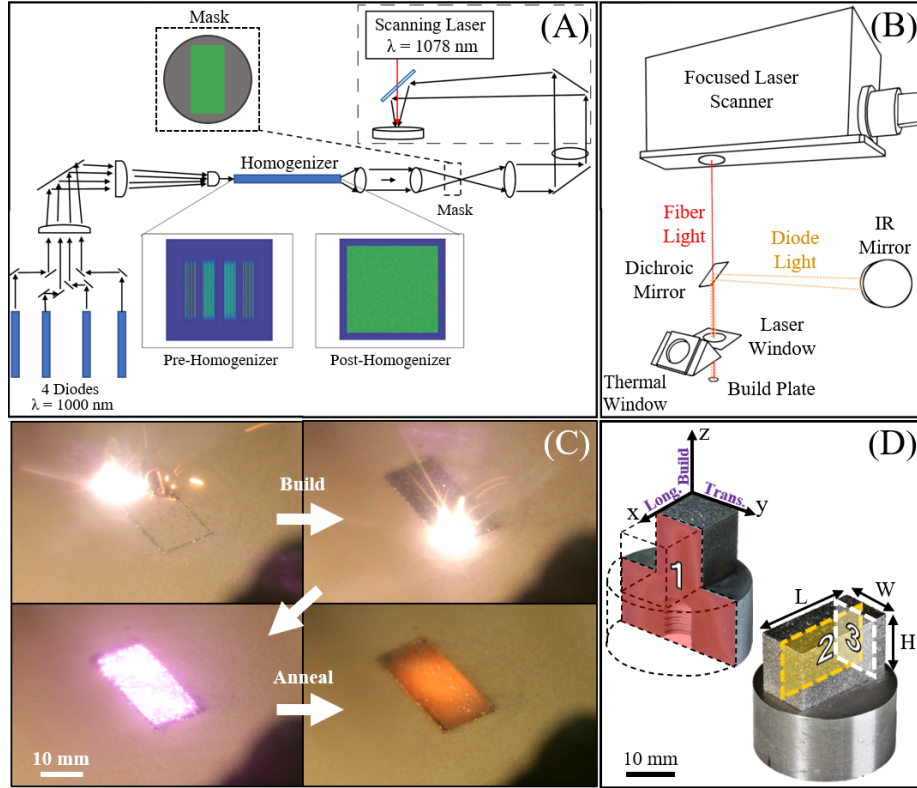 Mask
Scanning Laser
λ = 1078 nm
(A)
Homogenizer
Mask
Pre-Homogenizer
Post-Homogenizer
4 Diodes
λ = 1000 nm
(B)
Focused Laser
Scanner
Fiber
Light
Diode
Light
IR
Mirror
Dichroic
Mirror
Laser
Window
Thermal
Window
Build Plate
(C)
Build
Anneal
10 mm
(D)
z
Build
Long.
Trans.
x
y
1
L
W
H
2
3
10 mm